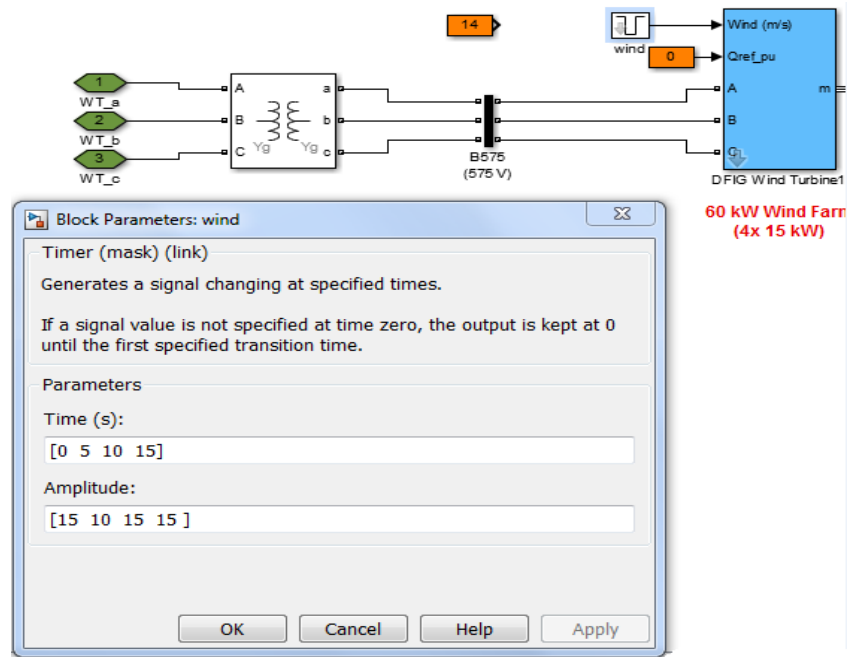 14
Wind (m/s)
wind
0
Qref_pu
1
WT_a
2
WT_b
3
WT_c
A
B
C
a
b
c
Yg
Yg
B575
(575 V)
A
B
C
m
DFIG Wind Turbine1
60 kW Wind Farm
(4x 15 kW)
Block Parameters: wind
Timer (mask) (link)
Generates a signal changing at specified times.
If a signal value is not specified at time zero, the output is kept at 0
until the first specified transition time.
Parameters
Time (s):
[0 5 10 15]
Amplitude:
[15 10 15 15 ]
OK
Cancel
Help
Apply